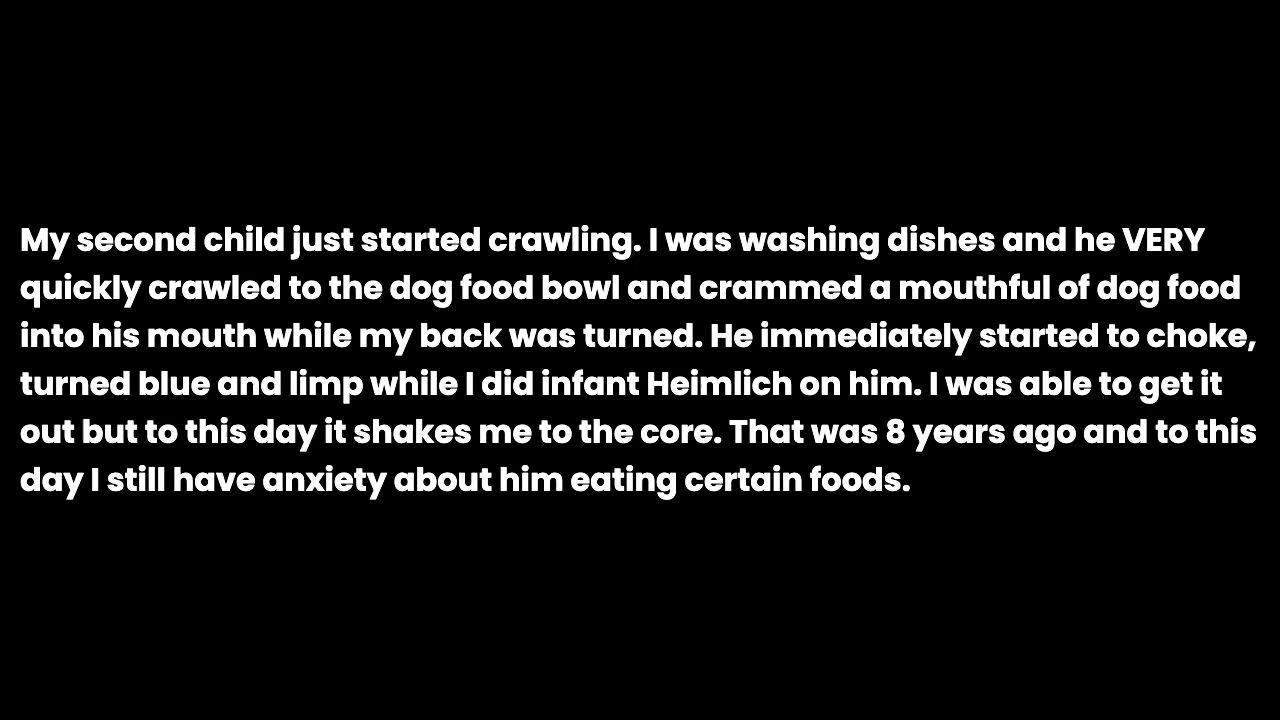 My second child just started crawling. I was washing dishes and he VERY
quickly crawled to the dog food bowl and crammed a mouthful of dog food
into his mouth while my back was turned. He immediately started to choke,
turned blue and limp while I did infant Heimlich on him. I was able to get it
out but to this day it shakes me to the core. That was 8 years ago and to this
day I still have anxiety about him eating certain foods.